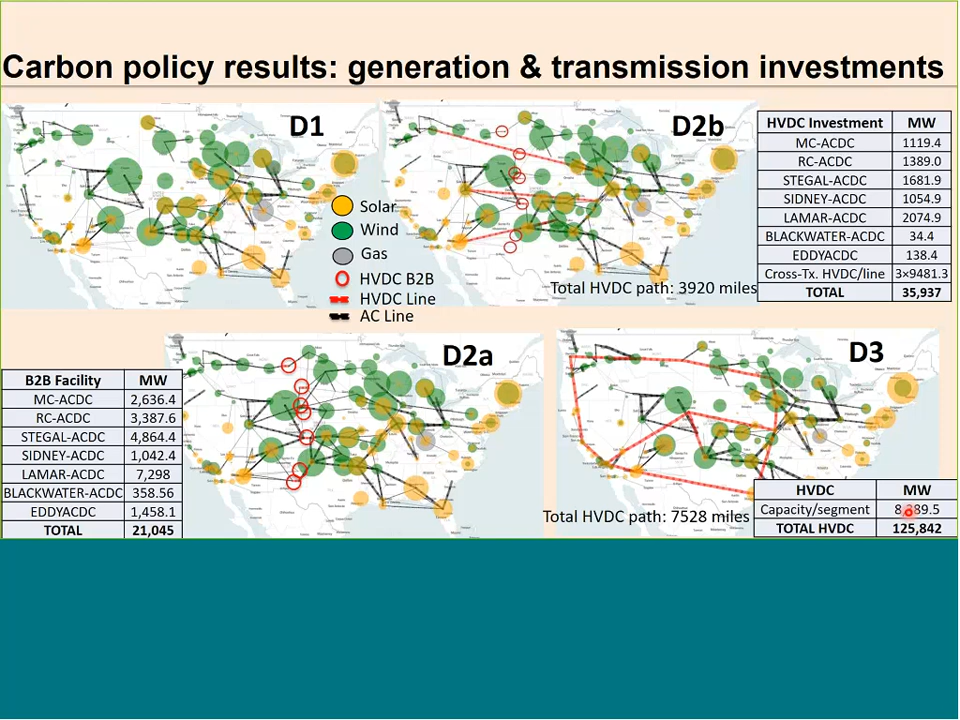 Carbon policy results: generation & transmission investments
D1
D2b
HVDC Investment MW
MC-ACDC 1119.4
RC-ACDC 1389.0
STEGAL-ACDC 1681.9
SIDNEY-ACDC 1054.9
LAMAR-ACDC 2074.9
BLACKWATER-ACDC 34.4
EDDYACDC 138.4
Cross-Tx. HVDC/line 3×9481.3
TOTAL 35,937
Solar
Wind
Gas
HVDC B2B
HVDC Line
AC Line
Total HVDC path: 3920 miles
D2a
D3
B2B Facility MW
MC-ACDC 2,636.4
RC-ACDC 3,387.6
STEGAL-ACDC 4,864.4
SIDNEY-ACDC 1,042.4
LAMAR-ACDC 7,298
BLACKWATER-ACDC 358.56
EDDYACDC 1,458.1
TOTAL 21,045
Total HVDC path: 7528 miles
HVDC MW
Capacity/segment
TOTAL HVDC 125,842